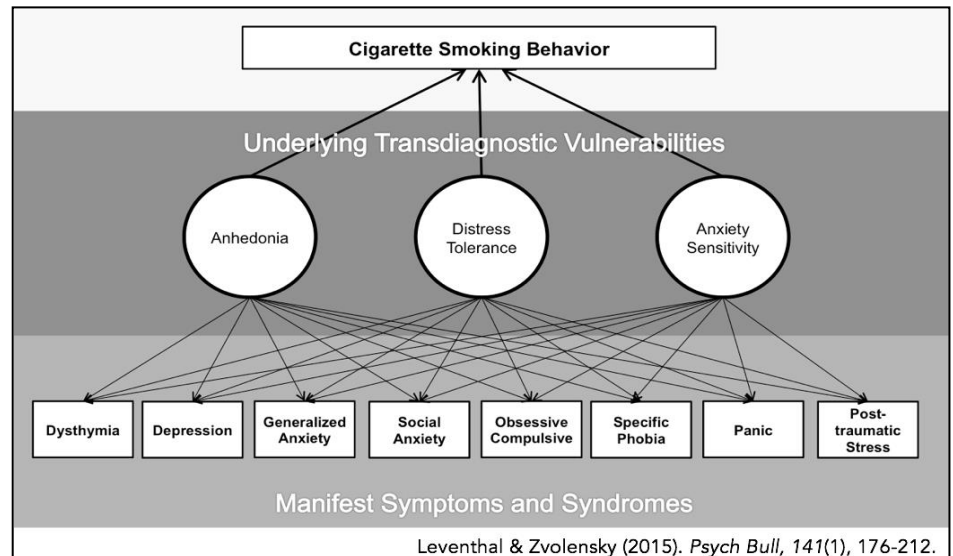 Cigarette Smoking Behavior
Underlying Transdiagnostic Vulnerabilities
Anhedonia
Distress
Tolerance
Anxiety
Sensitivity
Dysthymia
Depression
Generalized
Anxiety
Social
Anxiety
Obsessive
Compulsive
Specific
Phobia
Panic
Post-
traumatic
Stress
Manifest Symptoms and Syndromes
Leventhal & Zvolensky (2015). Psych Bull, 141(1), 176-212.